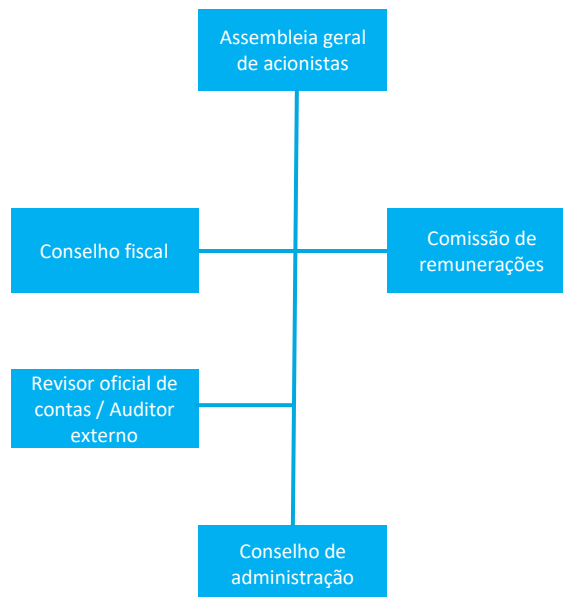 Assembleia geral
de acionistas
Conselho fiscal
Comissão de
remunerações
Revisor oficial de
contas / Auditor
externo
Conselho de
administração